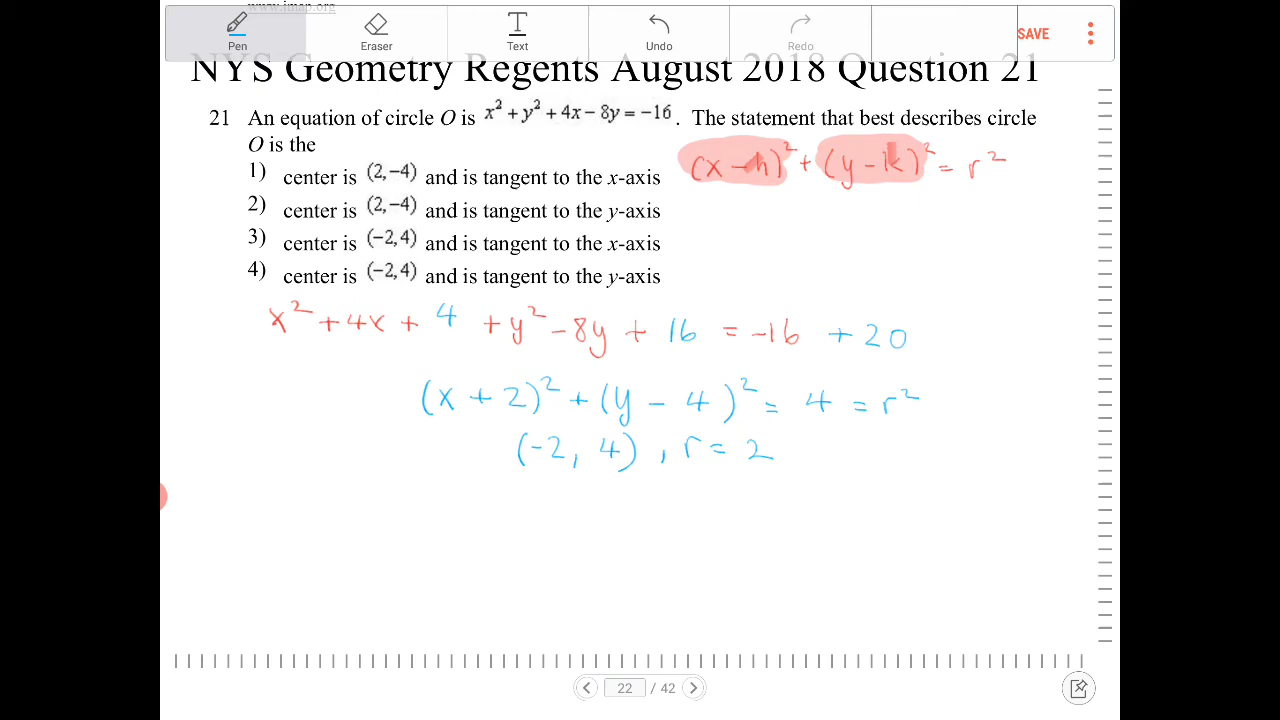 www.jmap.org
Pen Eraser Text Undo Redo SAVE
NYS Geometry Regents August 2018 Question 21
21 An equation of circle O is x² + y² + 4x − 8y = −16. The statement that best describes circle
O is the
1) center is (2,−4) and is tangent to the x-axis
2) center is (2,−4) and is tangent to the y-axis
3) center is (−2,4) and is tangent to the x-axis
4) center is (−2,4) and is tangent to the y-axis
(x − h)² + (y − k)² = r²
x² + 4x + 4 + y² − 8y + 16 = −16 + 20
(x + 2)² + (y − 4)² = 4 = r²
(−2, 4), r = 2
22 / 42